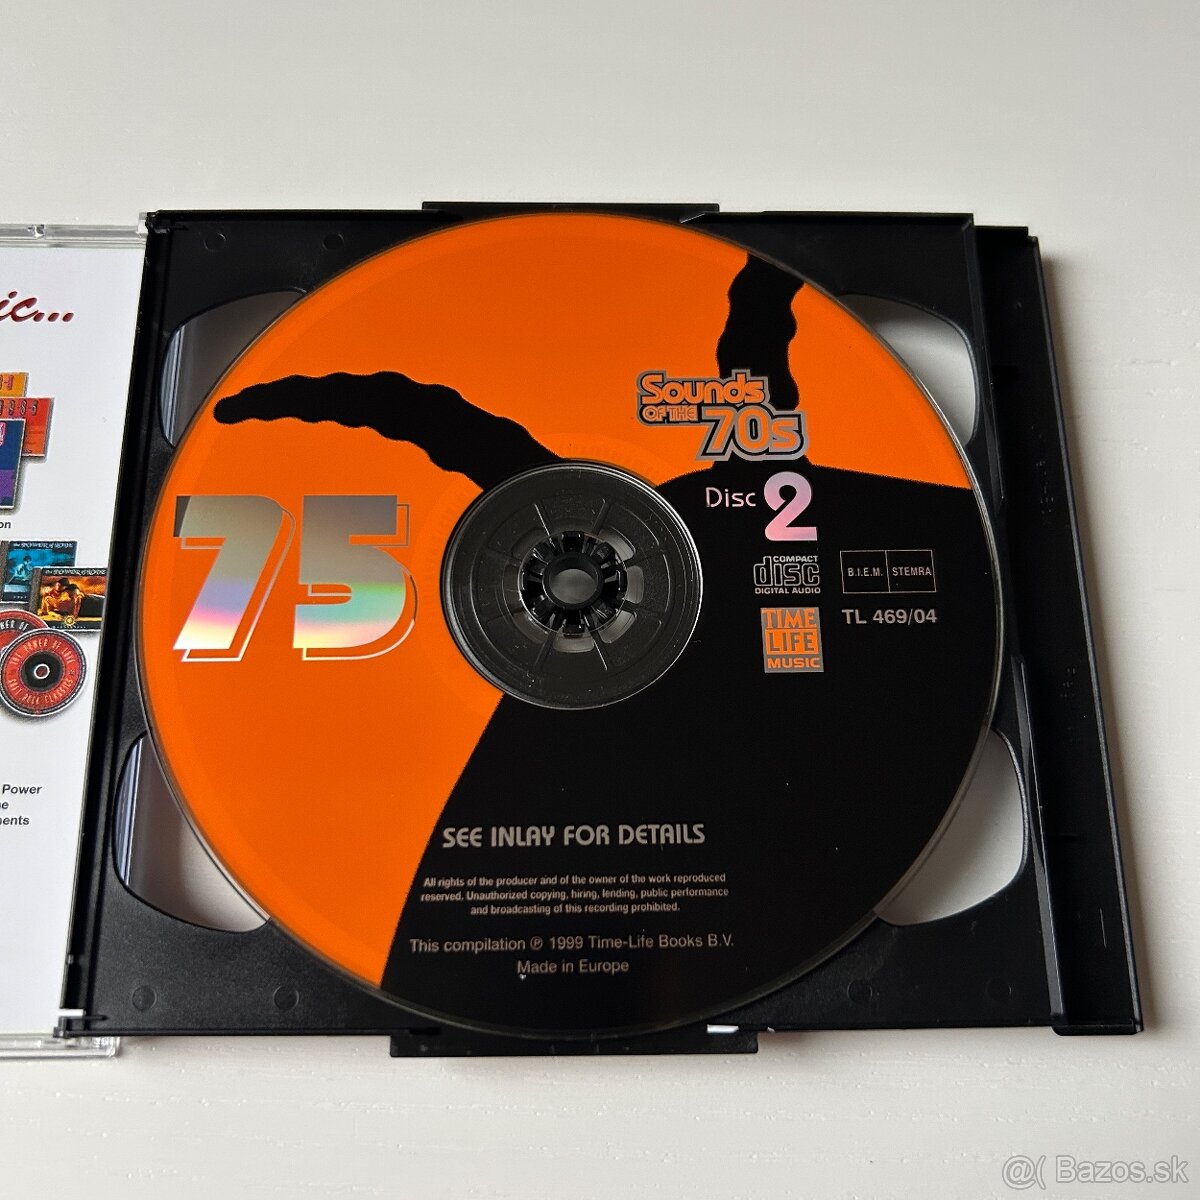 ic...
on
Power
ments
75
Sounds
OF THE
70s
Disc 2
COMPACT
disc
DIGITAL AUDIO
B.I.E.M. STEMRA
TIME
LIFE
MUSIC
TL 469/04
SEE INLAY FOR DETAILS
All rights of the producer and of the owner of the work reproduced
reserved. Unauthorized copying, hiring, lending, public performance
and broadcasting of this recording prohibited.
This compilation ℗ 1999 Time-Life Books B.V.
Made in Europe
@( Bazos.sk